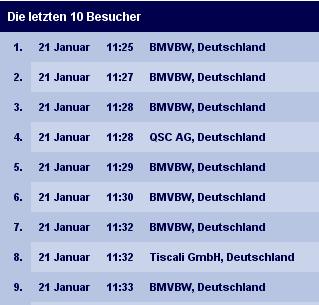 Die letzten 10 Besucher
1. 21 Januar 11:25 BMVBW, Deutschland
2. 21 Januar 11:27 BMVBW, Deutschland
3. 21 Januar 11:28 BMVBW, Deutschland
4. 21 Januar 11:28 QSC AG, Deutschland
5. 21 Januar 11:29 BMVBW, Deutschland
6. 21 Januar 11:30 BMVBW, Deutschland
7. 21 Januar 11:32 BMVBW, Deutschland
8. 21 Januar 11:32 Tiscali GmbH, Deutschland
9. 21 Januar 11:33 BMVBW, Deutschland